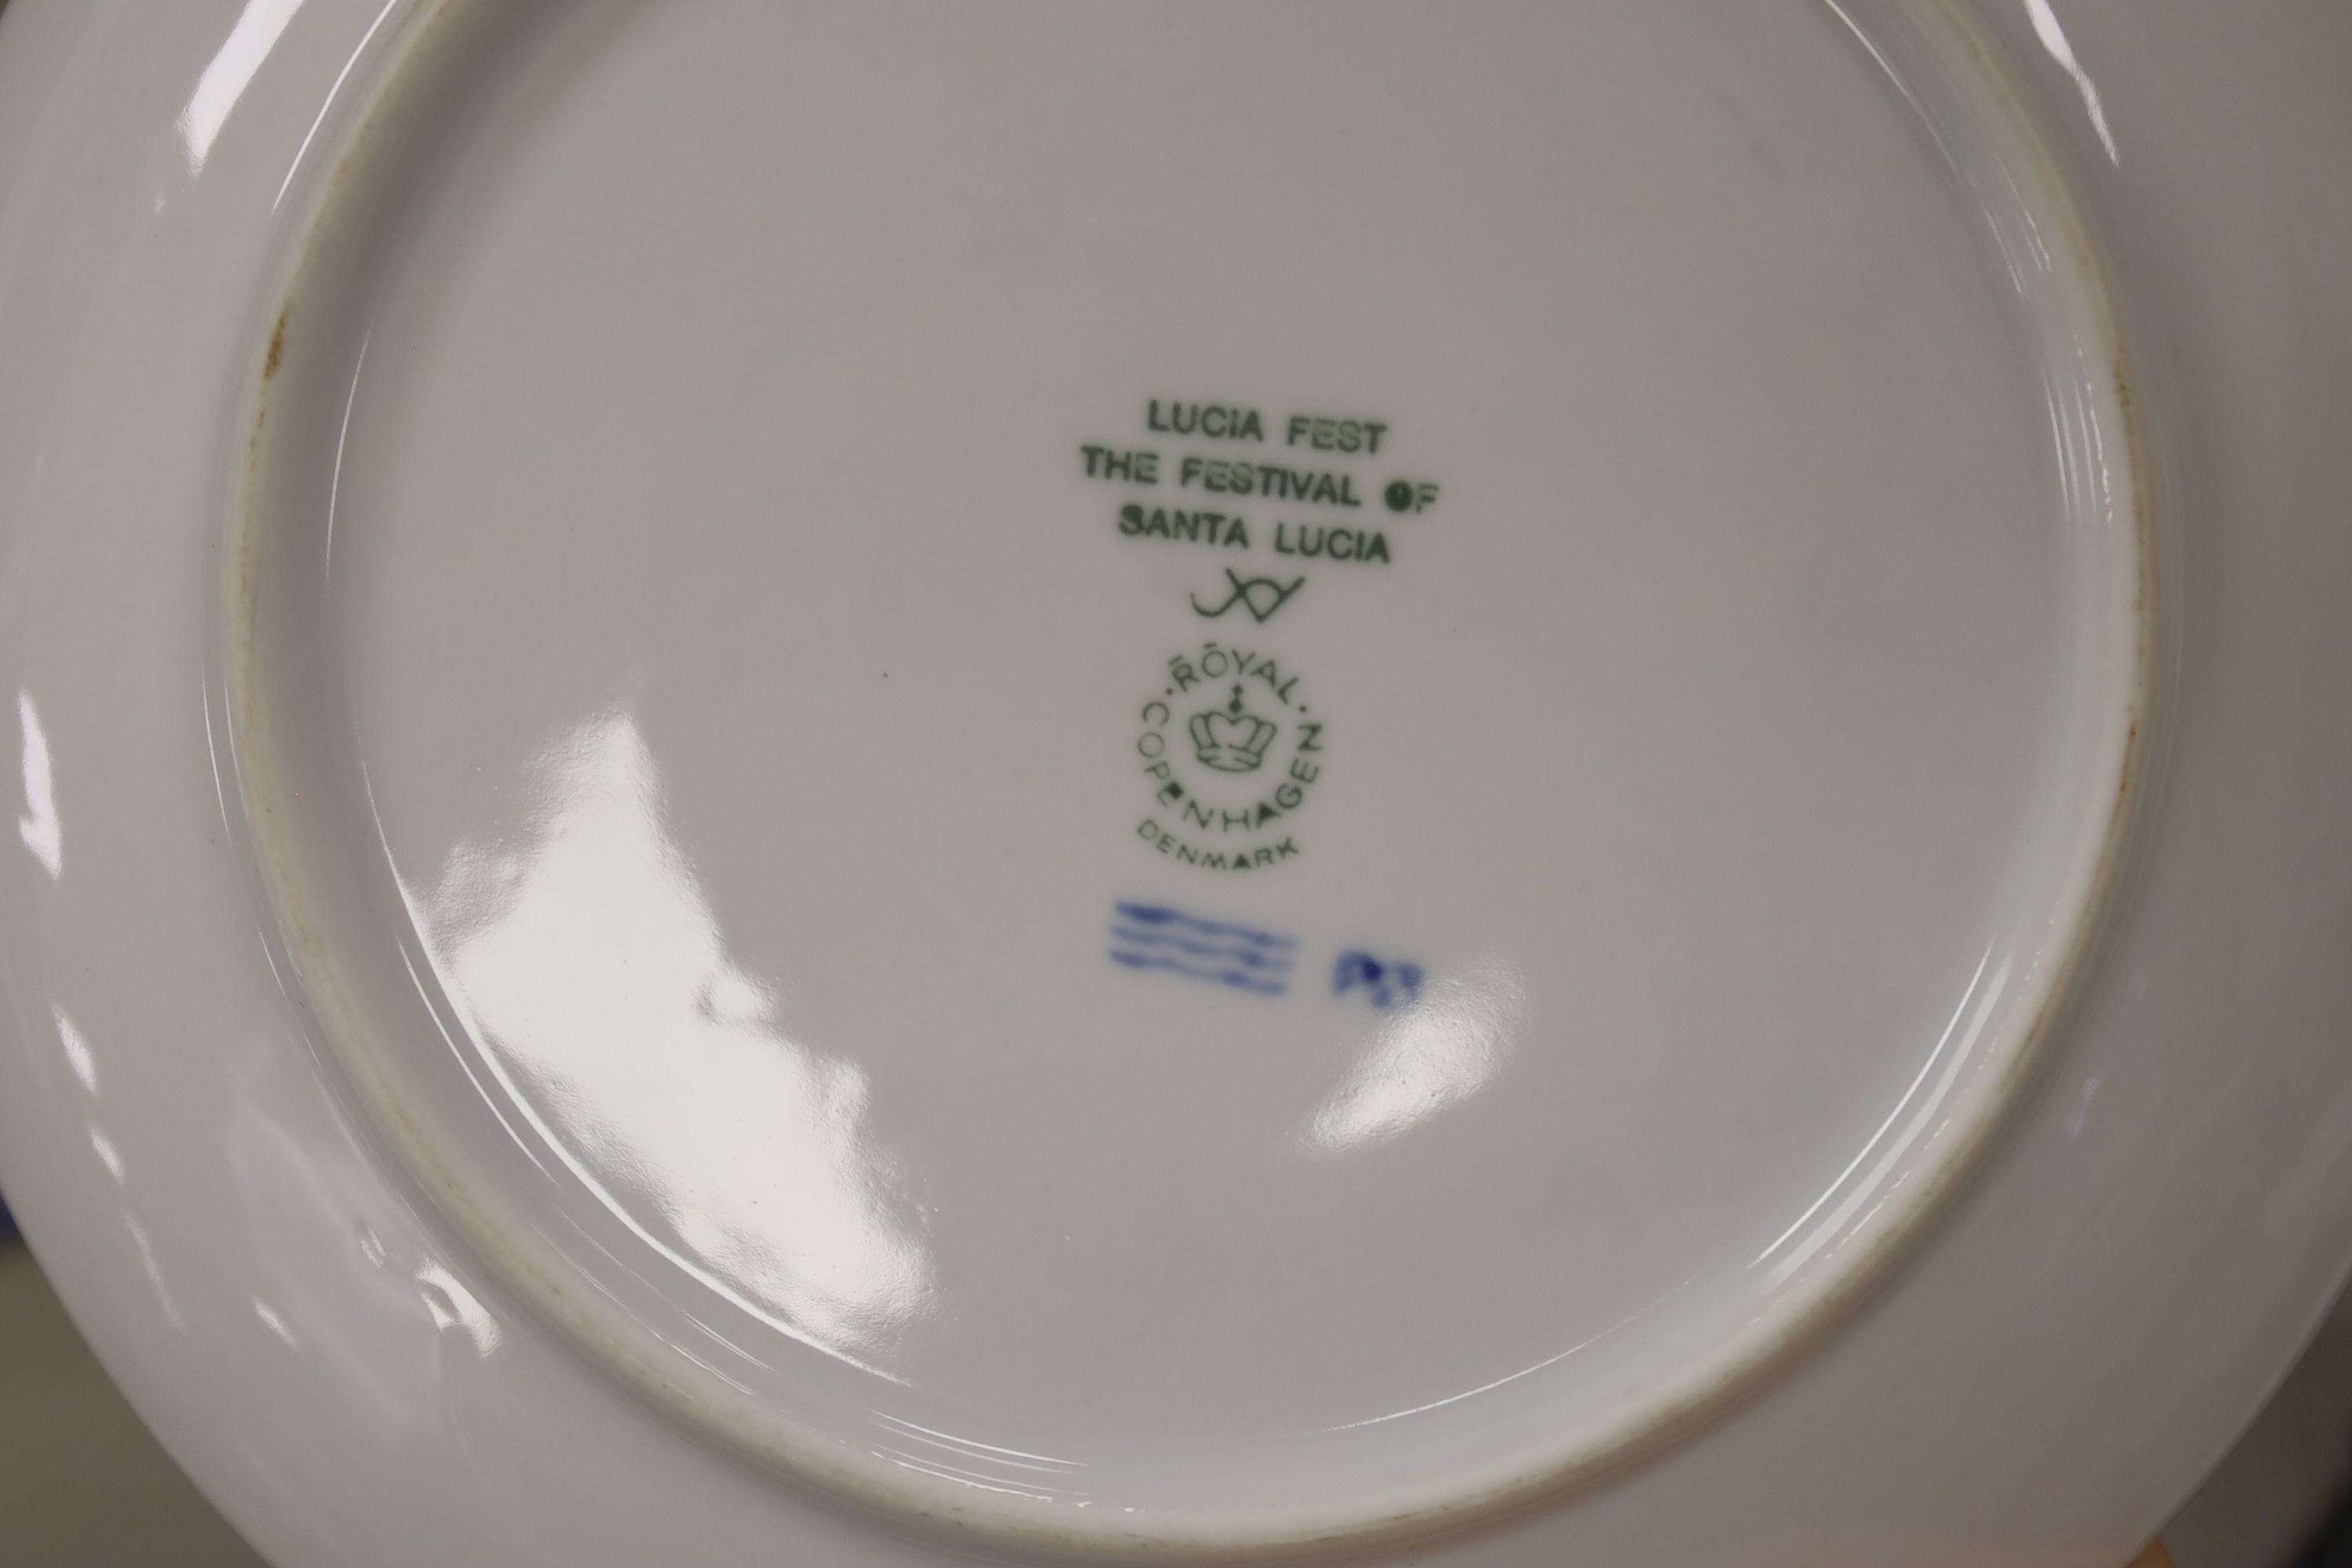 LUCIA FEST
THE FESTIVAL OF
SANTA LUCIA
ROYAL
COPENHAGEN
DENMARK